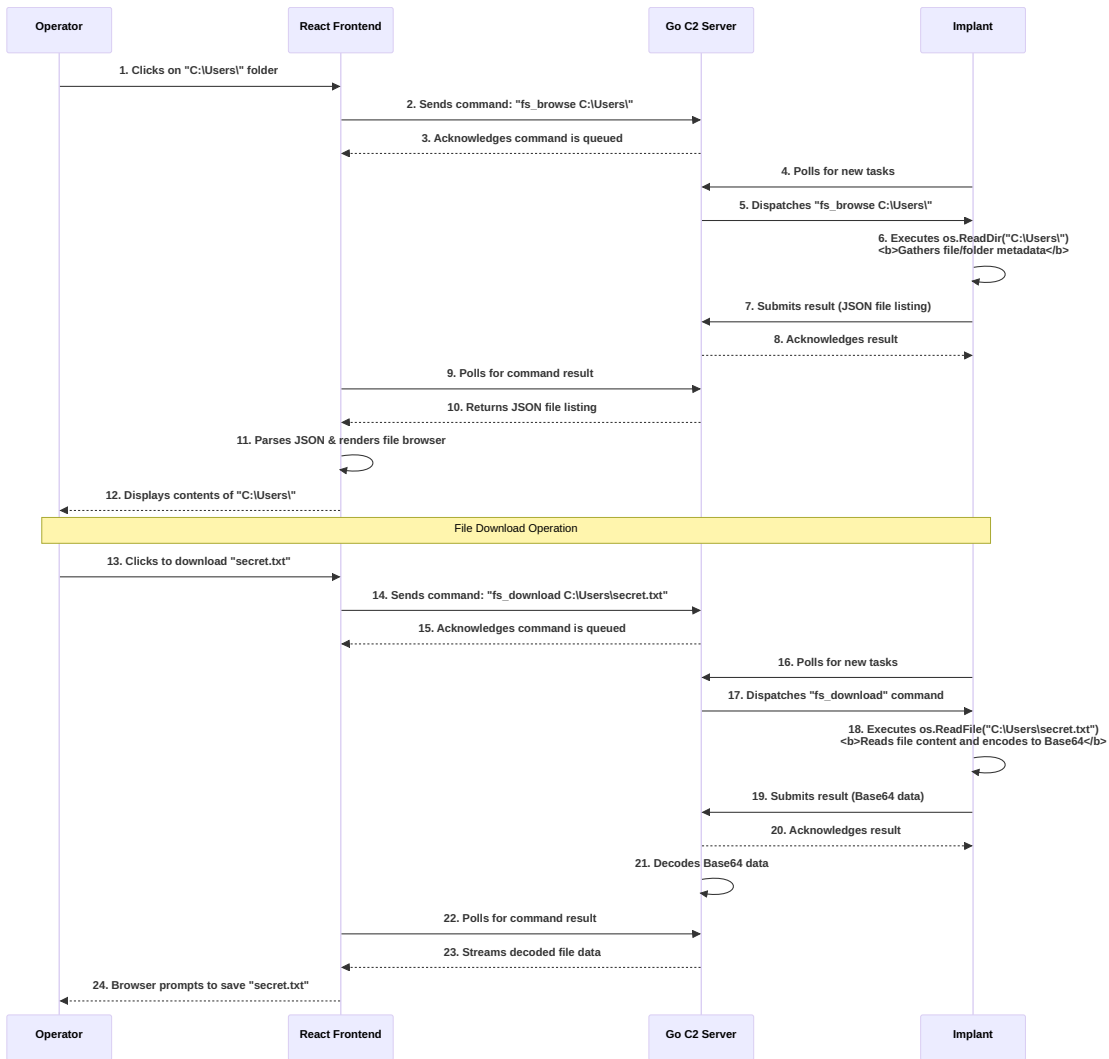 Operator
React Frontend
Go C2 Server
Implant
1. Clicks on "C:\Users\" folder
2. Sends command: "fs_browse C:\Users\"
3. Acknowledges command is queued
4. Polls for new tasks
5. Dispatches "fs_browse C:\Users\"
6. Executes os.ReadDir("C:\Users\")
<b>Gathers file/folder metadata</b>
7. Submits result (JSON file listing)
8. Acknowledges result
9. Polls for command result
10. Returns JSON file listing
11. Parses JSON & renders file browser
12. Displays contents of "C:\Users\"
File Download Operation
13. Clicks to download "secret.txt"
14. Sends command: "fs_download C:\Users\secret.txt"
15. Acknowledges command is queued
16. Polls for new tasks
17. Dispatches "fs_download" command
18. Executes os.ReadFile("C:\Users\secret.txt")
<b>Reads file content and encodes to Base64</b>
19. Submits result (Base64 data)
20. Acknowledges result
21. Decodes Base64 data
22. Polls for command result
23. Streams decoded file data
24. Browser prompts to save "secret.txt"
Operator
React Frontend
Go C2 Server
Implant